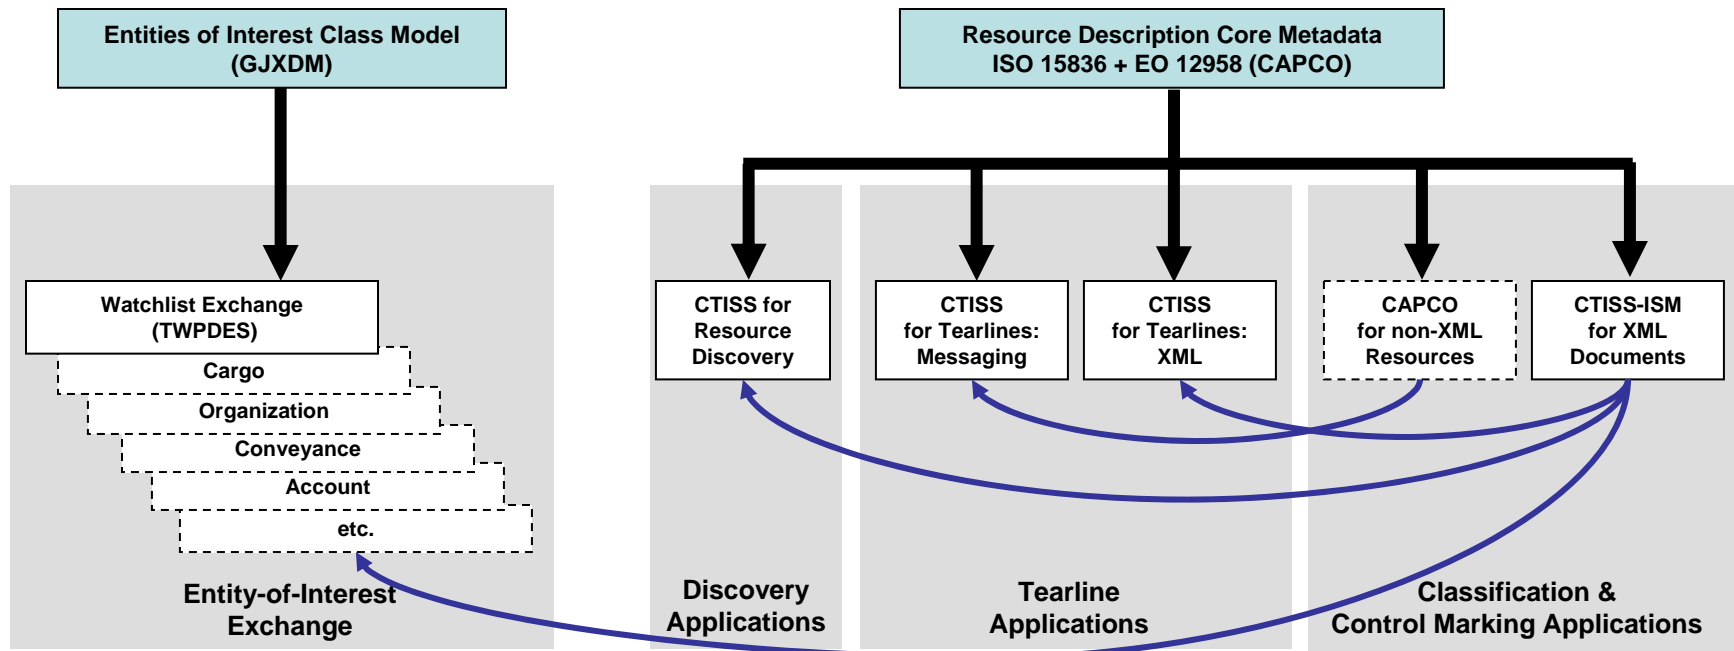 Entities of Interest Class Model
(GJXDM)
Resource Description Core Metadata
ISO 15836 + EO 12958 (CAPCO)
Watchlist Exchange
(TWPDES)
Cargo
Organization
Conveyance
Account
etc.
Entity-of-Interest
Exchange
CTISS for
Resource
Discovery
Discovery
Applications
CTISS
for Tearlines:
Messaging
CTISS
for Tearlines:
XML
Tearline
Applications
CAPCO
for non-XML
Resources
CTISS-ISM
for XML
Documents
Classification &
Control Marking Applications